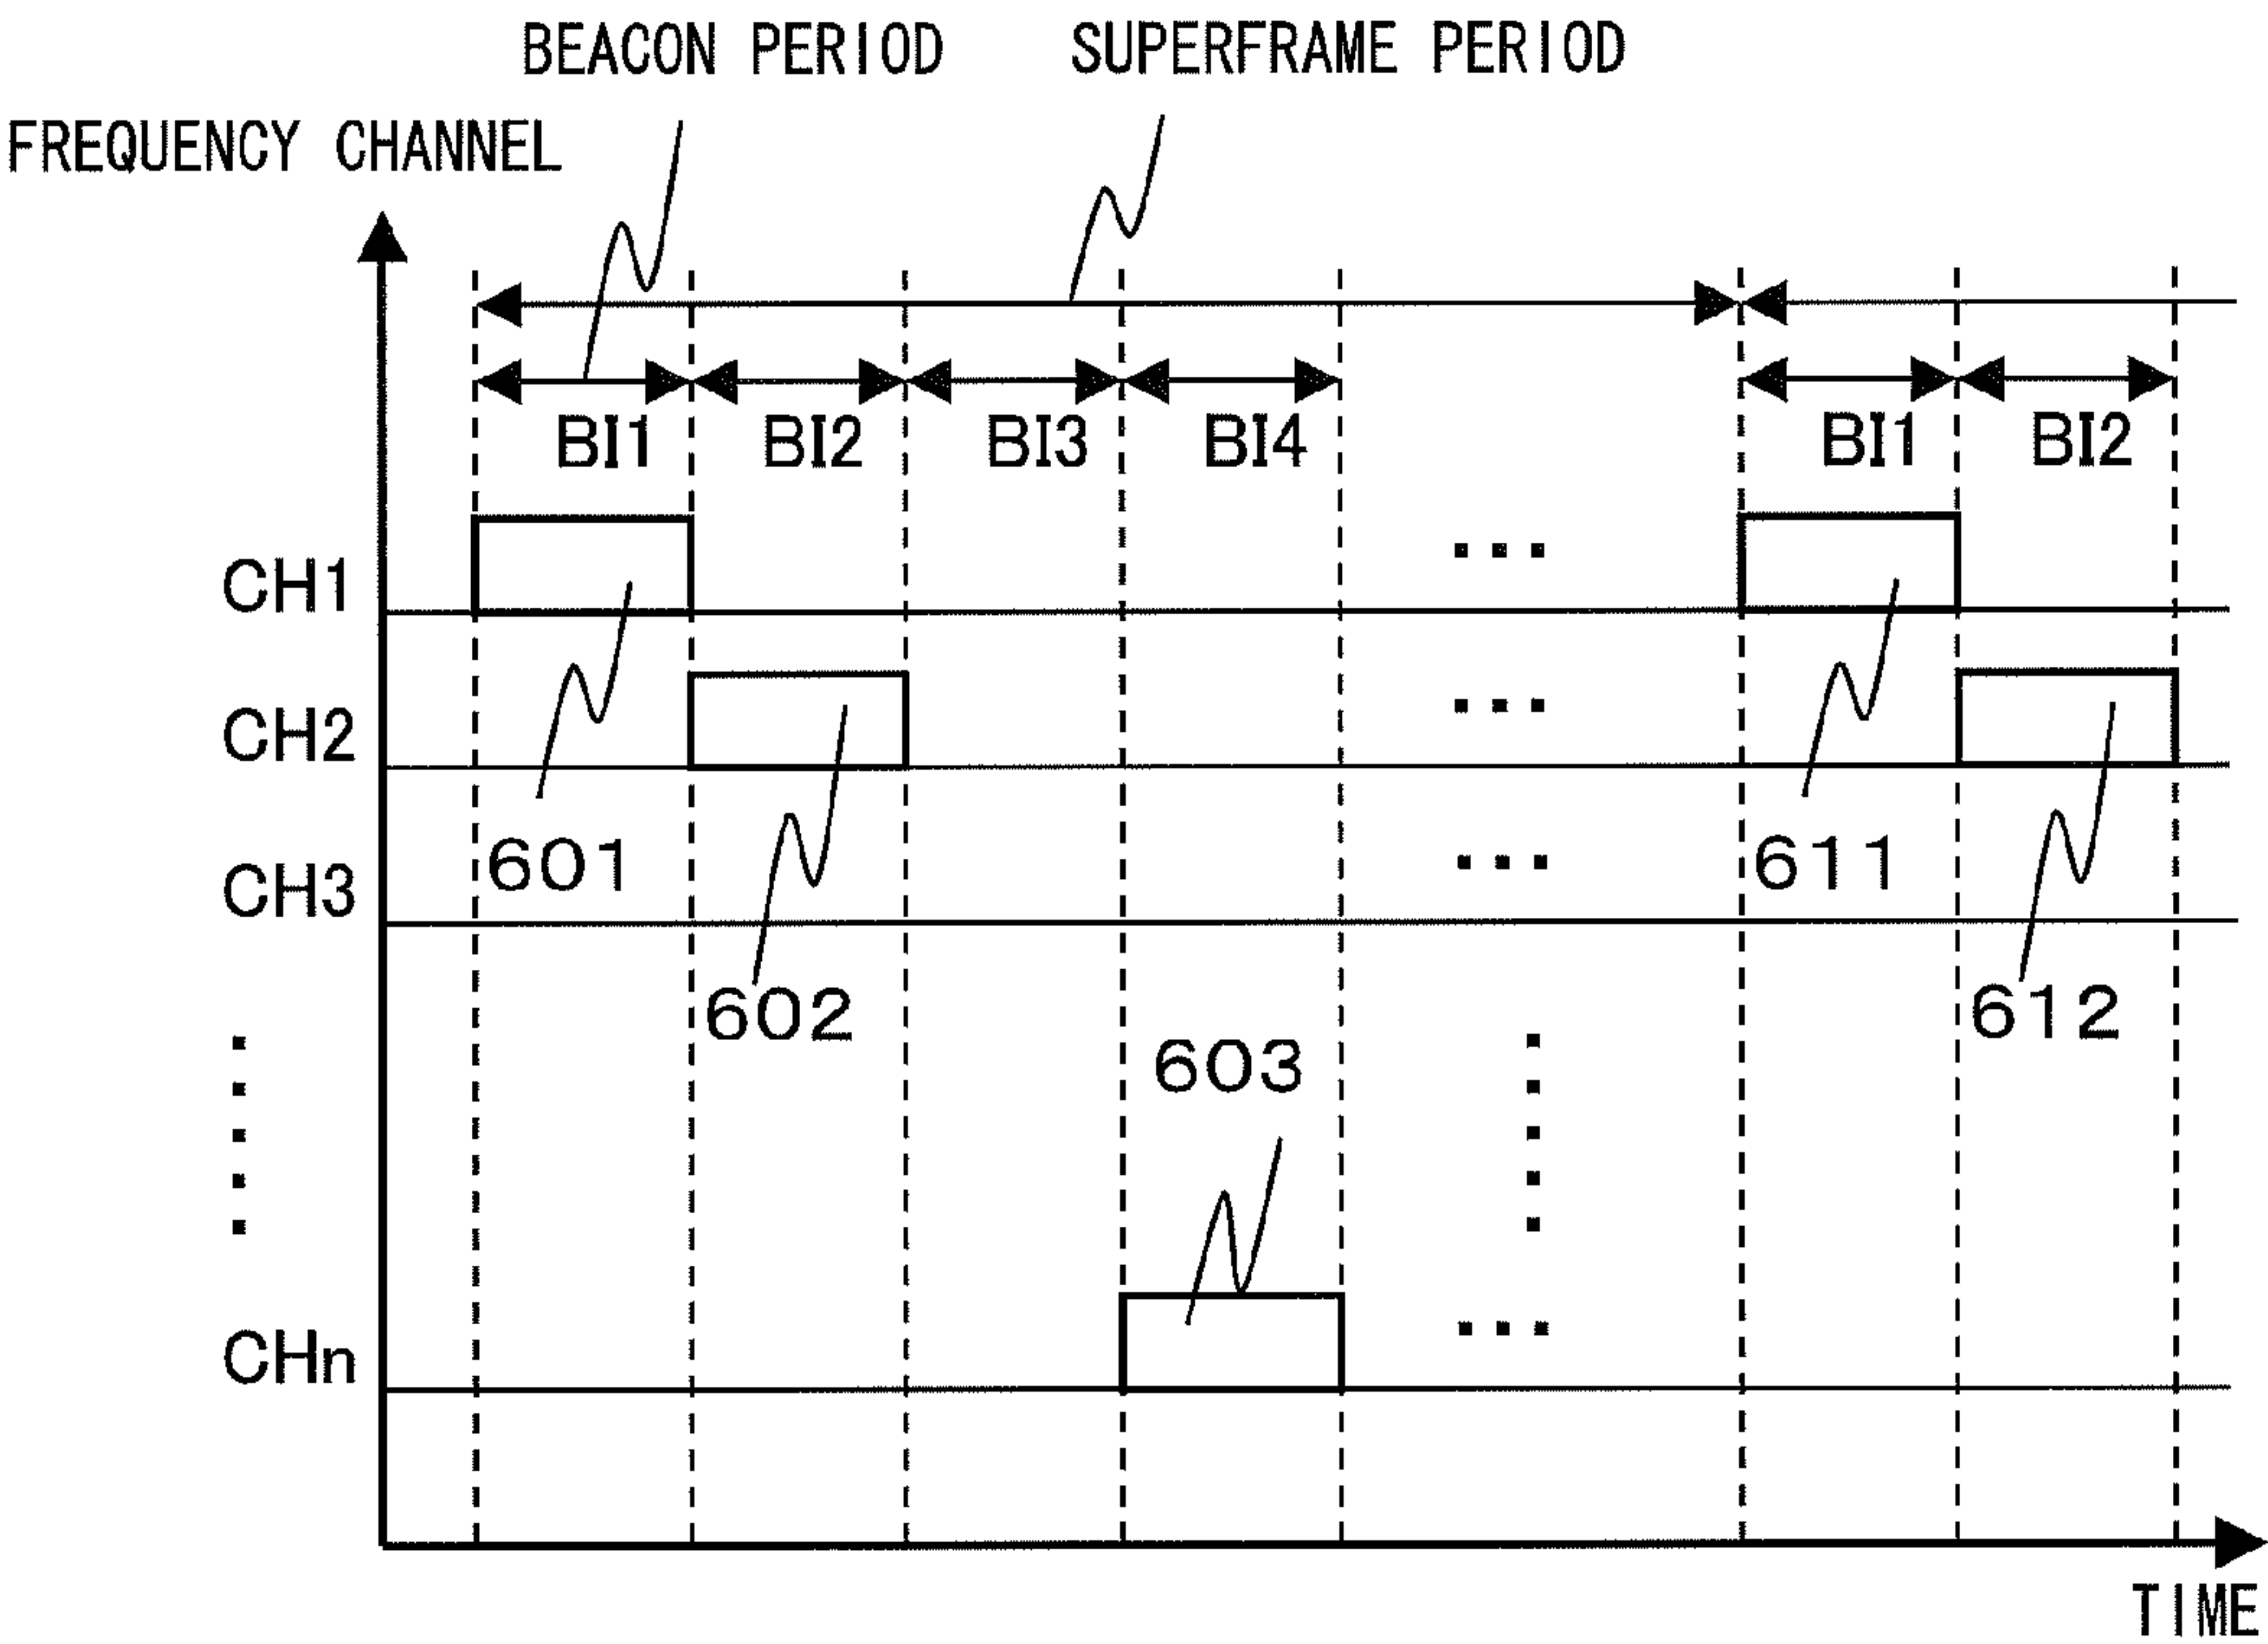 BEACON PERIOD SUPERFRAME PERIOD
FREQUENCY CHANNEL
BI1 BI2 BI3 BI4 BI1 BI2
CH1
CH2
601 611
CH3
602 612
603
CHn
TIME